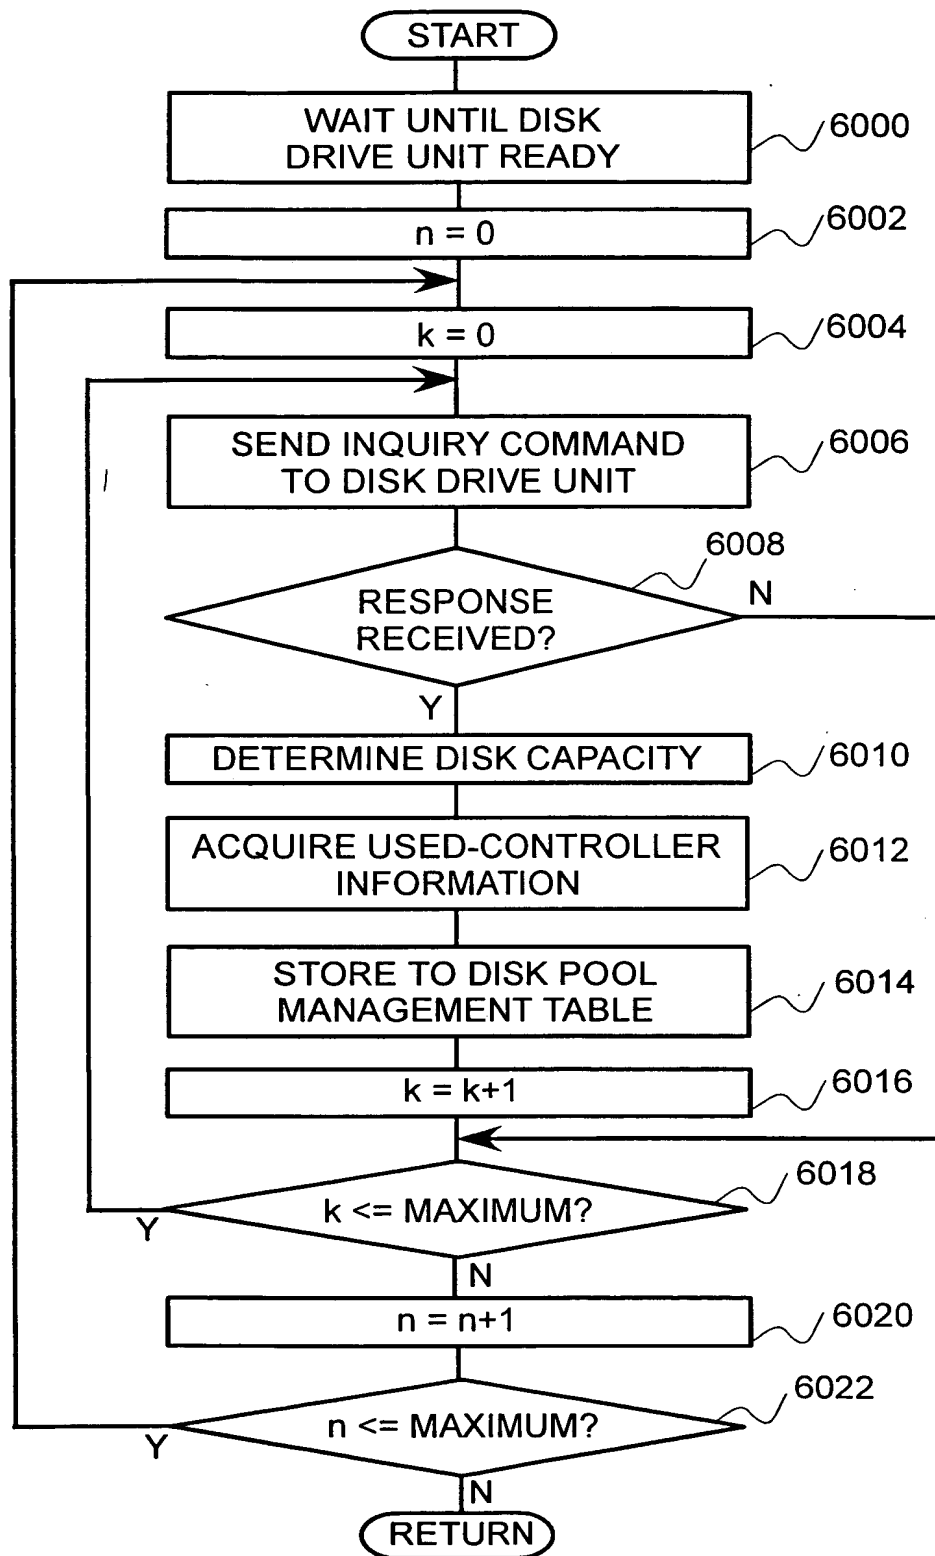 START
WAIT UNTIL DISK
DRIVE UNIT READY
6000
n = 0
6002
k = 0
6004
SEND INQUIRY COMMAND
TO DISK DRIVE UNIT
6006
6008
RESPONSE
RECEIVED?
N
Y
DETERMINE DISK CAPACITY
6010
ACQUIRE USED-CONTROLLER
INFORMATION
6012
STORE TO DISK POOL
MANAGEMENT TABLE
6014
k = k+1
6016
6018
k <= MAXIMUM?
Y
N
n = n+1
6020
6022
n <= MAXIMUM?
Y
N
RETURN